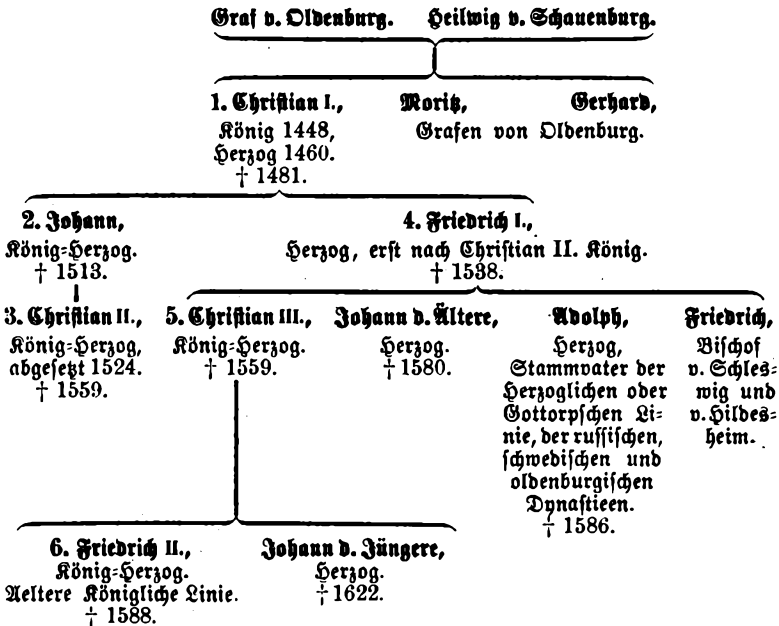 Graf v. Oldenburg. Heilwig v. Schauenburg.
1. Christian I., Moritz, Gerhard,
König 1448, Grafen von Oldenburg.
Herzog 1460.
† 1481.
2. Johann,
König-Herzog.
† 1513.
4. Friedrich I.,
Herzog, erst nach Christian II. König.
† 1538.
3. Christian II.,
König-Herzog,
abgesetzt 1524.
† 1559.
5. Christian III.,
König-Herzog.
† 1559.
Johann d. Ältere,
Herzog.
† 1580.
Adolph,
Herzog,
Stammvater der
Herzoglichen oder
Gottorpschen Li-
nie, der russischen,
schwedischen und
oldenburgischen
Dynastieen.
† 1586.
Friedrich,
Bischof
v. Schles-
wig und
v. Hildes-
heim.
6. Friedrich II.,
König-Herzog.
Aeltere Königliche Linie.
† 1588.
Johann d. Jüngere,
Herzog.
† 1622.